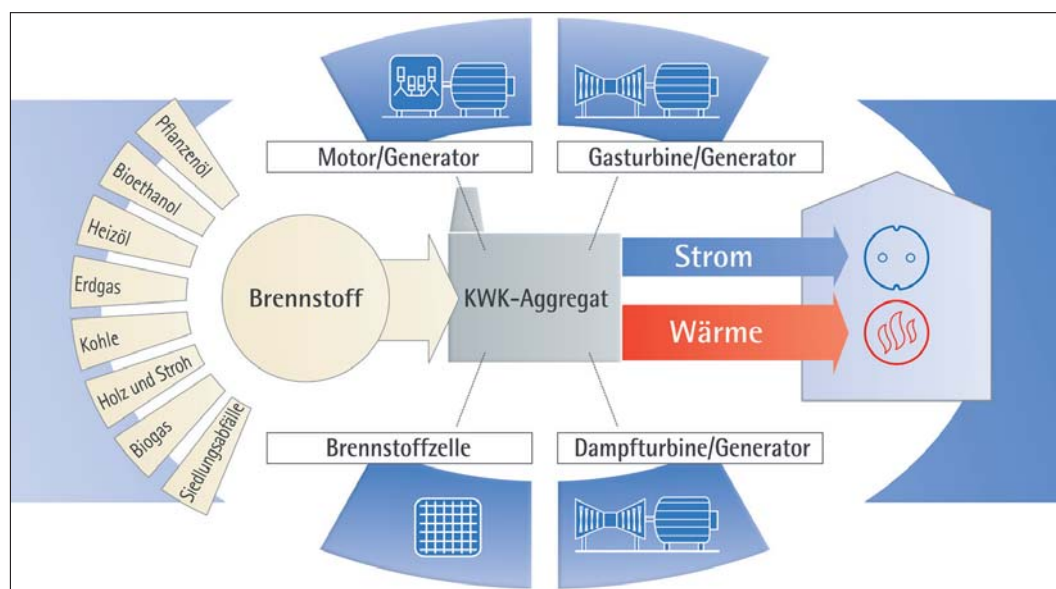 Pflanzenöl
Bioethanol
Heizöl
Erdgas
Kohle
Holz und Stroh
Biogas
Siedlungsabfälle
Brennstoff
Motor/Generator
Gasturbine/Generator
KWK-Aggregat
Strom
Wärme
Brennstoffzelle
Dampfturbine/Generator